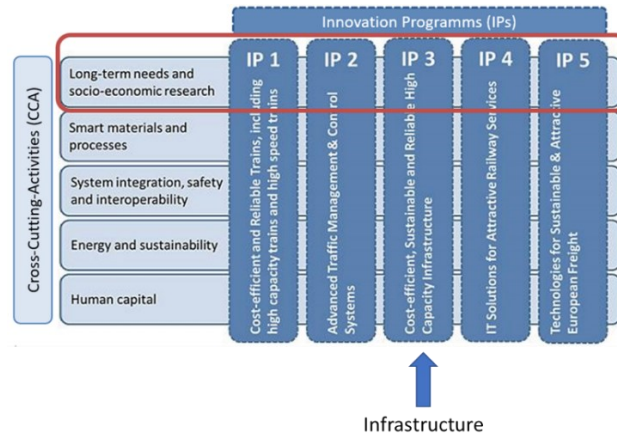 Innovation Programms (IPs)
IP 1
IP 2
IP 3
IP 4
IP 5
Cross-Cutting-Activities (CCA)
Long-term needs and
socio-economic research
Smart materials and
processes
System integration, safety
and interoperability
Energy and sustainability
Human capital
Cost-efficient and Reliable Trains, including
high capacity trains and high speed trains
Advanced Traffic Management & Control
Systems
Cost-efficient, Sustainable and Reliable High
Capacity Infrastructure
IT Solutions for Attractive Railway Services
Technologies for Sustainable & Attractive
European Freight
Infrastructure